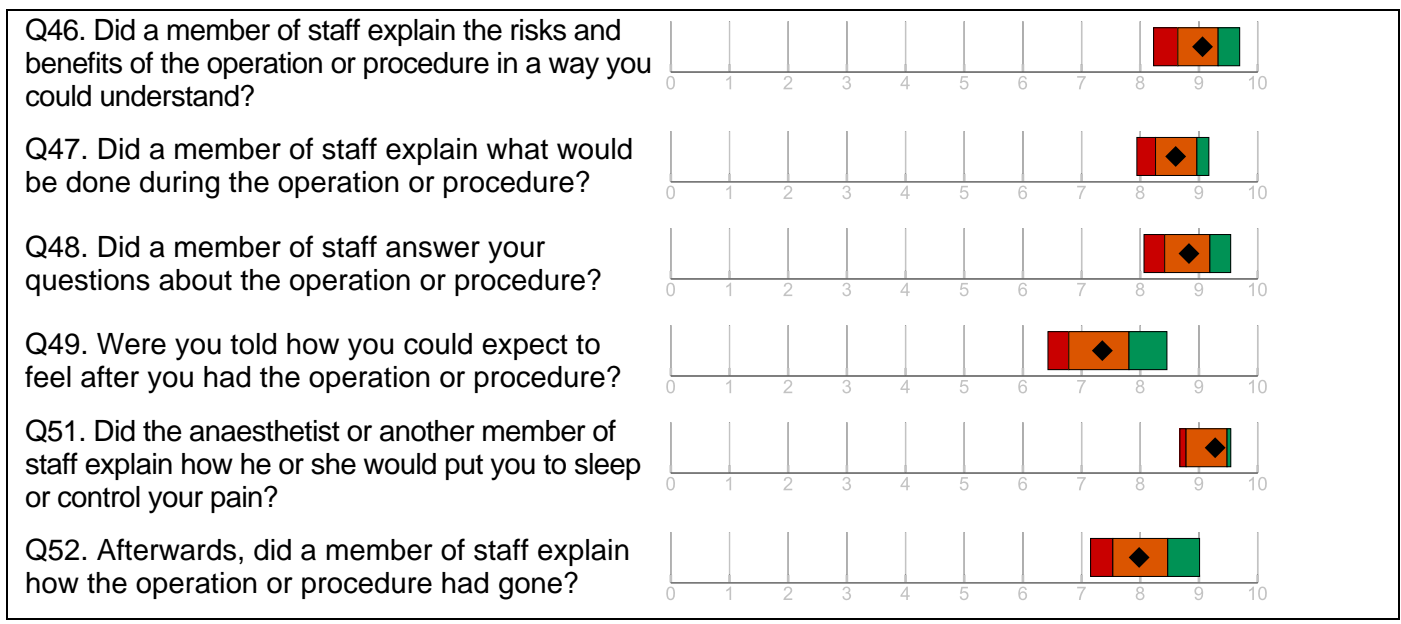 Q46. Did a member of staff explain the risks and
benefits of the operation or procedure in a way you
could understand?
0 1 2 3 4 5 6 7 8 9 10
Q47. Did a member of staff explain what would
be done during the operation or procedure?
0 1 2 3 4 5 6 7 8 9 10
Q48. Did a member of staff answer your
questions about the operation or procedure?
0 1 2 3 4 5 6 7 8 9 10
Q49. Were you told how you could expect to
feel after you had the operation or procedure?
0 1 2 3 4 5 6 7 8 9 10
Q51. Did the anaesthetist or another member of
staff explain how he or she would put you to sleep
or control your pain?
0 1 2 3 4 5 6 7 8 9 10
Q52. Afterwards, did a member of staff explain
how the operation or procedure had gone?
0 1 2 3 4 5 6 7 8 9 10